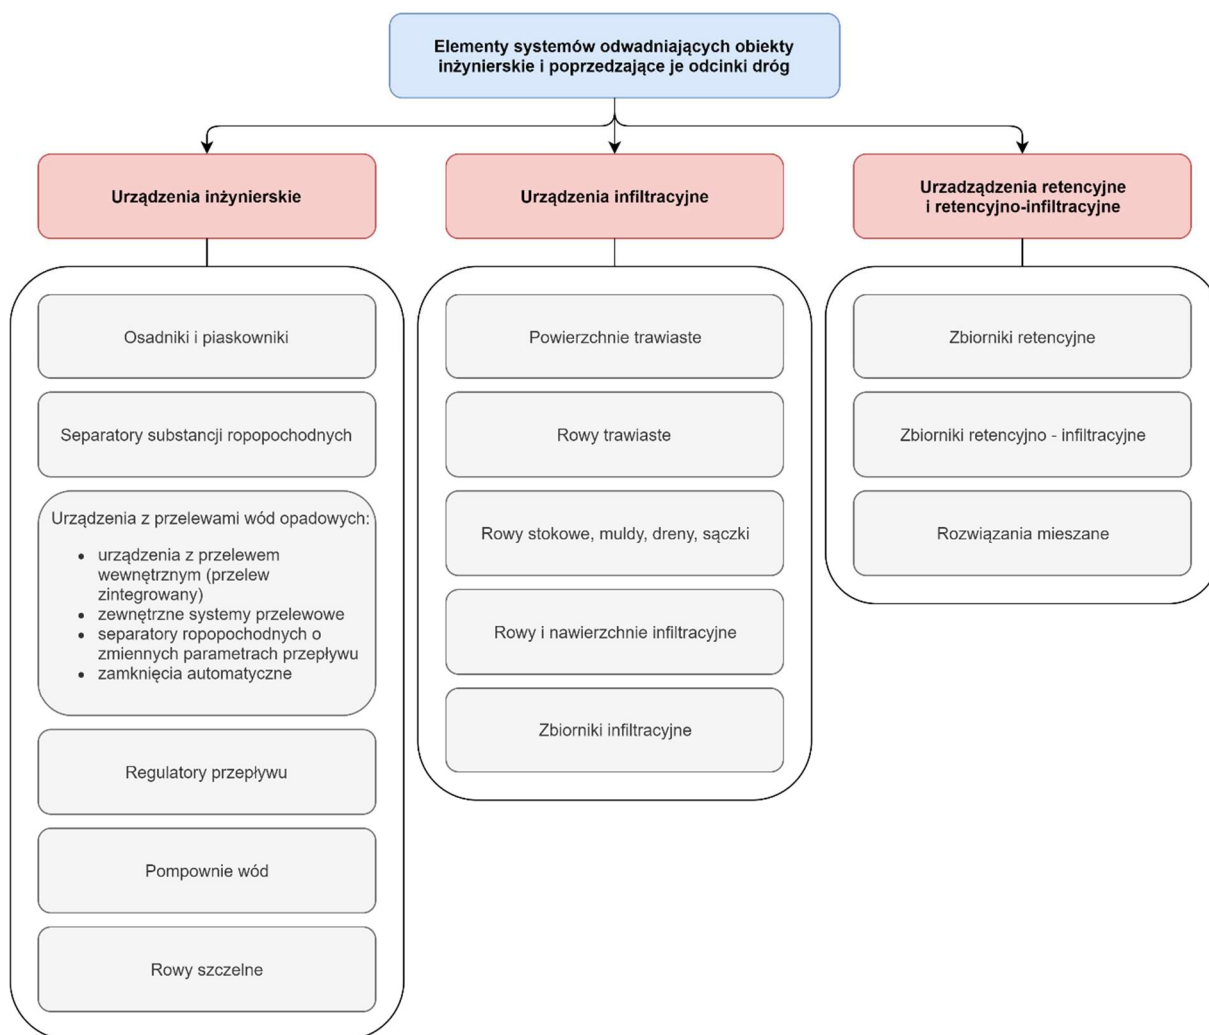 Elementy systemów odwadniających obiekty
inżynierskie i poprzedzające je odcinki dróg
Urządzenia inżynierskie
Osadniki i piaskowniki
Separatory substancji ropopochodnych
Urządzenia z przelewami wód opadowych:
• urządzenia z przelewem
wewnętrznym (przelew
zintegrowany)
• zewnętrzne systemy przelewowe
• separatory ropopochodnych o
zmiennych parametrach przepływu
• zamknięcia automatyczne
Regulatory przepływu
Pompownie wód
Rowy szczelne
Urządzenia infiltracyjne
Powierzchnie trawiaste
Rowy trawiaste
Rowy stokowe, muldy, dreny, sączki
Rowy i nawierzchnie infiltracyjne
Zbiorniki infiltracyjne
Urzadządzenia retencyjne
i retencyjno-infiltracyjne
Zbiorniki retencyjne
Zbiorniki retencyjno - infiltracyjne
Rozwiązania mieszane